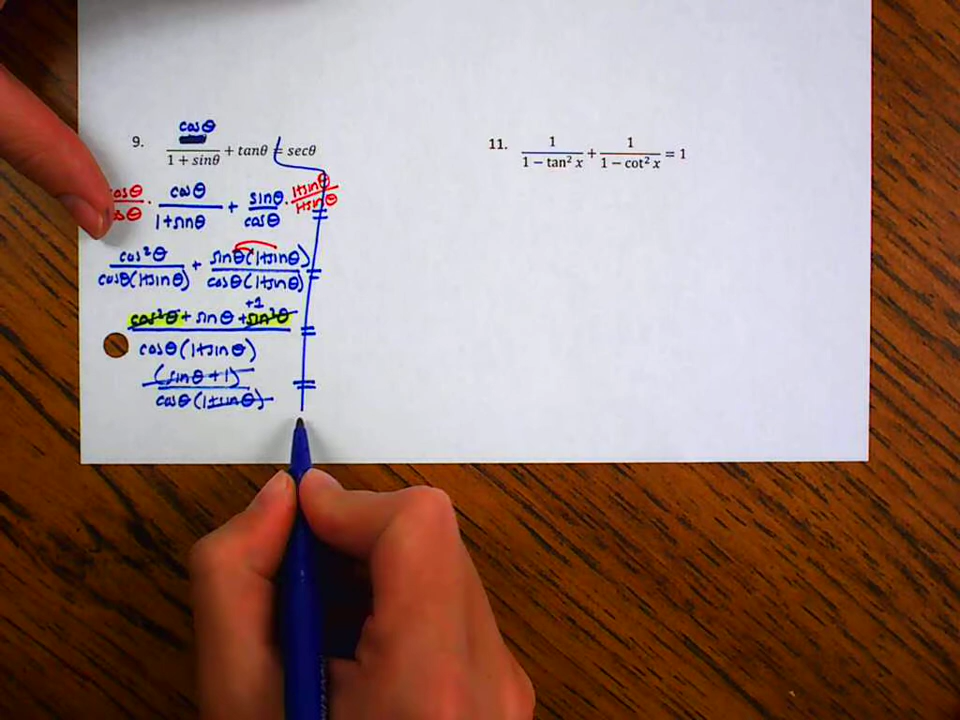 cosθ
9. ――― / 1 + sinθ + tanθ = secθ
cosθ/cosθ · cosθ/1+sinθ + sinθ/cosθ · 1+sinθ/1+sinθ =
cos²θ/cosθ(1+sinθ) + sinθ(1+sinθ)/cosθ(1+sinθ) =
+1
cos²θ + sinθ + sin²θ =
cosθ(1+sinθ)
(sinθ+1) =
cosθ(1+sinθ)
11. 1/1 − tan² x + 1/1 − cot² x = 1